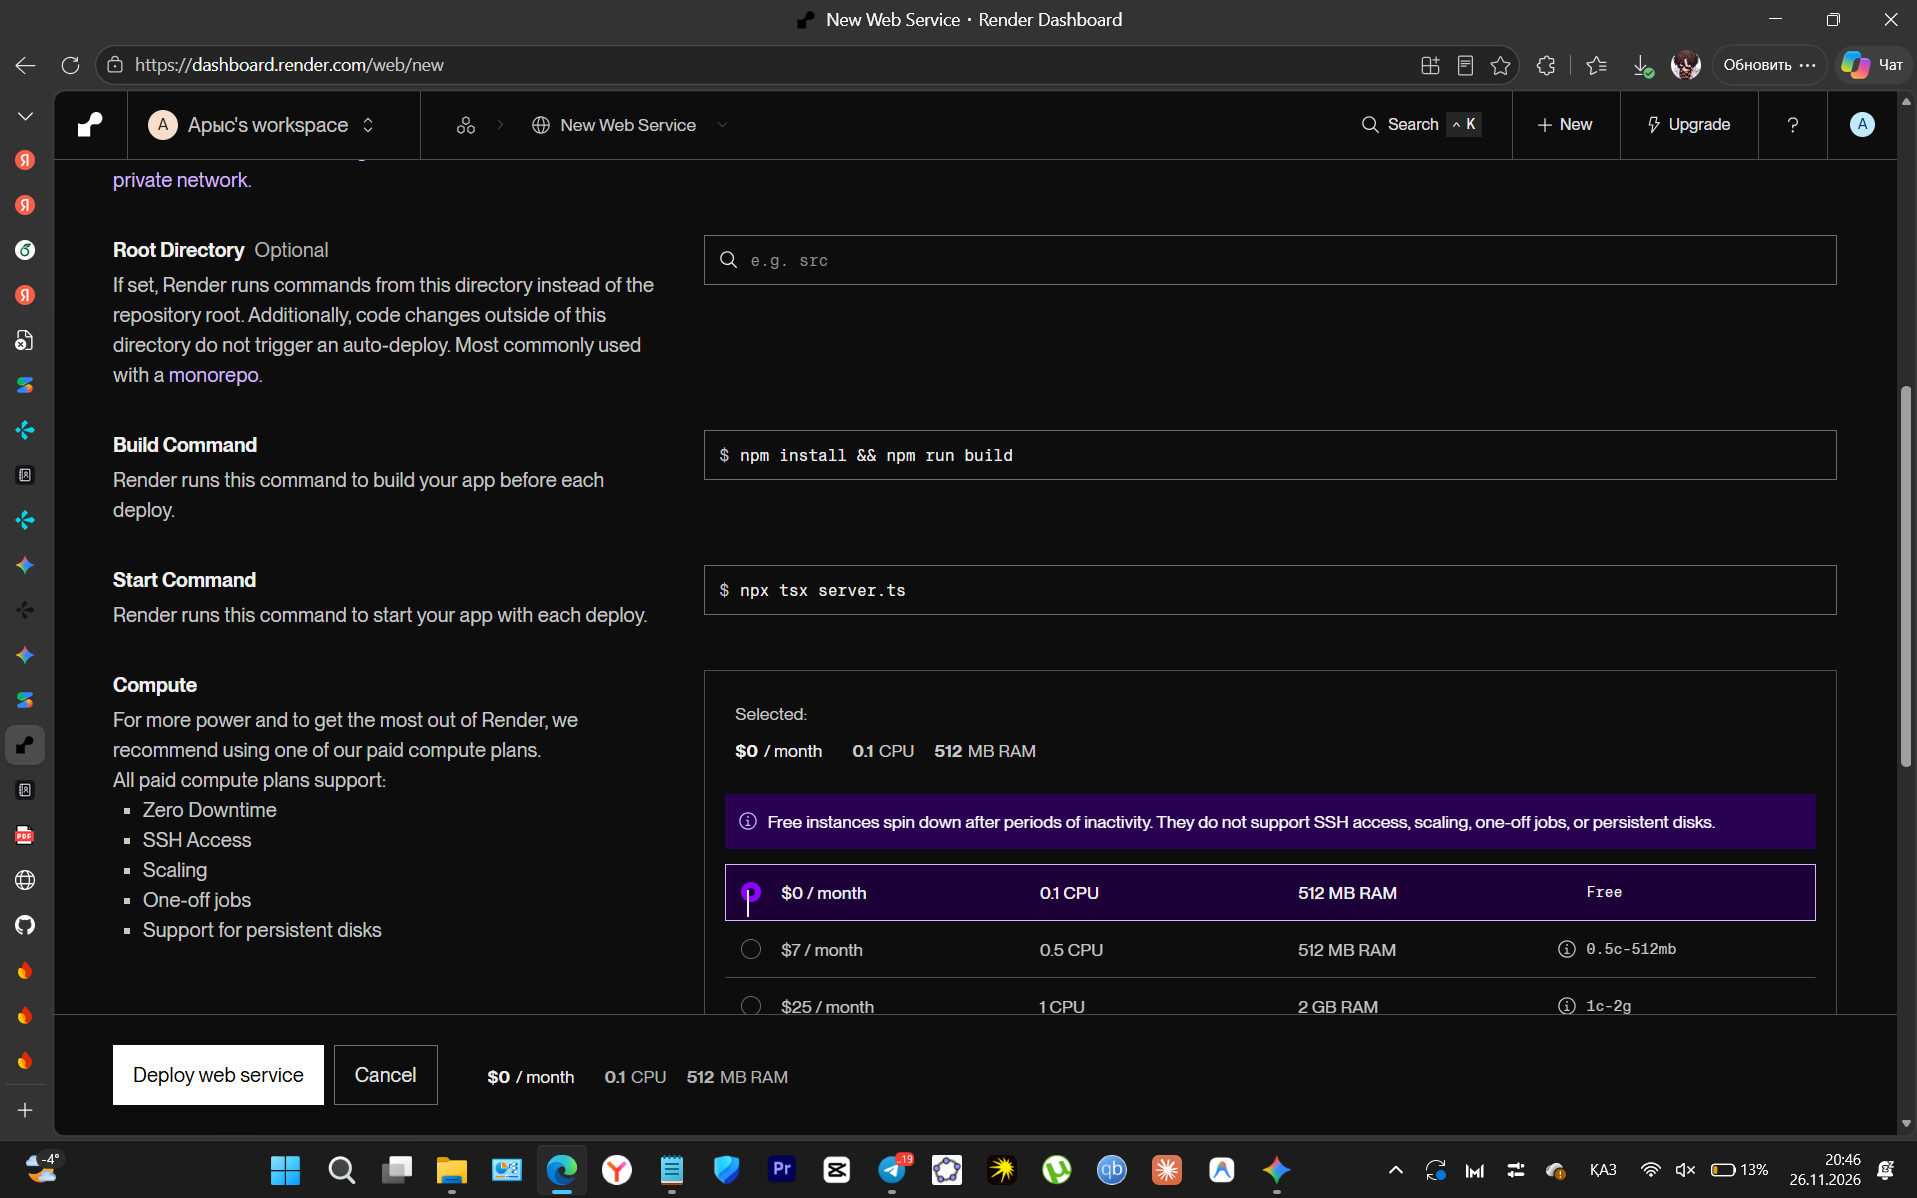 New Web Service · Render Dashboard
https://dashboard.render.com/web/new
Обновить
Чат
A
Арыс's workspace
New Web Service
Search
K
New
Upgrade
?
A
private network.
Root Directory Optional
If set, Render runs commands from this directory instead of the
repository root. Additionally, code changes outside of this
directory do not trigger an auto-deploy. Most commonly used
with a monorepo.
e.g. src
Build Command
Render runs this command to build your app before each
deploy.
$ npm install && npm run build
Start Command
Render runs this command to start your app with each deploy.
$ npx tsx server.ts
Compute
For more power and to get the most out of Render, we
recommend using one of our paid compute plans.
All paid compute plans support:
Zero Downtime
SSH Access
Scaling
One-off jobs
Support for persistent disks
Selected:
$0 / month 0.1 CPU 512 MB RAM
Free instances spin down after periods of inactivity. They do not support SSH access, scaling, one-off jobs, or persistent disks.
$0 / month 0.1 CPU 512 MB RAM Free
$7 / month 0.5 CPU 512 MB RAM 0.5c-512mb
$25 / month 1 CPU 2 GB RAM 1c-2g
Deploy web service
Cancel
$0 / month 0.1 CPU 512 MB RAM
-4°
Pr
..19
qb
ҚАЗ
13%
20:46
26.11.2026
Я
Я
Я
PDF